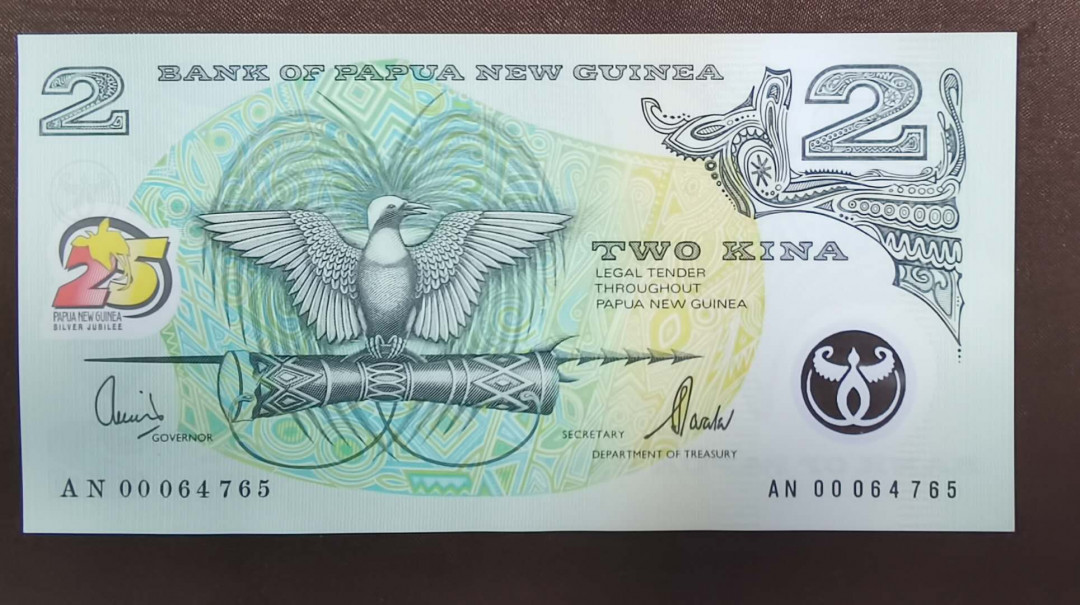 2
BANK OF PAPUA NEW GUINEA
2
25
PAPUA NEW GUINEA
SILVER JUBILEE
TWO KINA
LEGAL TENDER
THROUGHOUT
PAPUA NEW GUINEA
GOVERNOR
SECRETARY
DEPARTMENT OF TREASURY
AN 00064765
AN 00064765